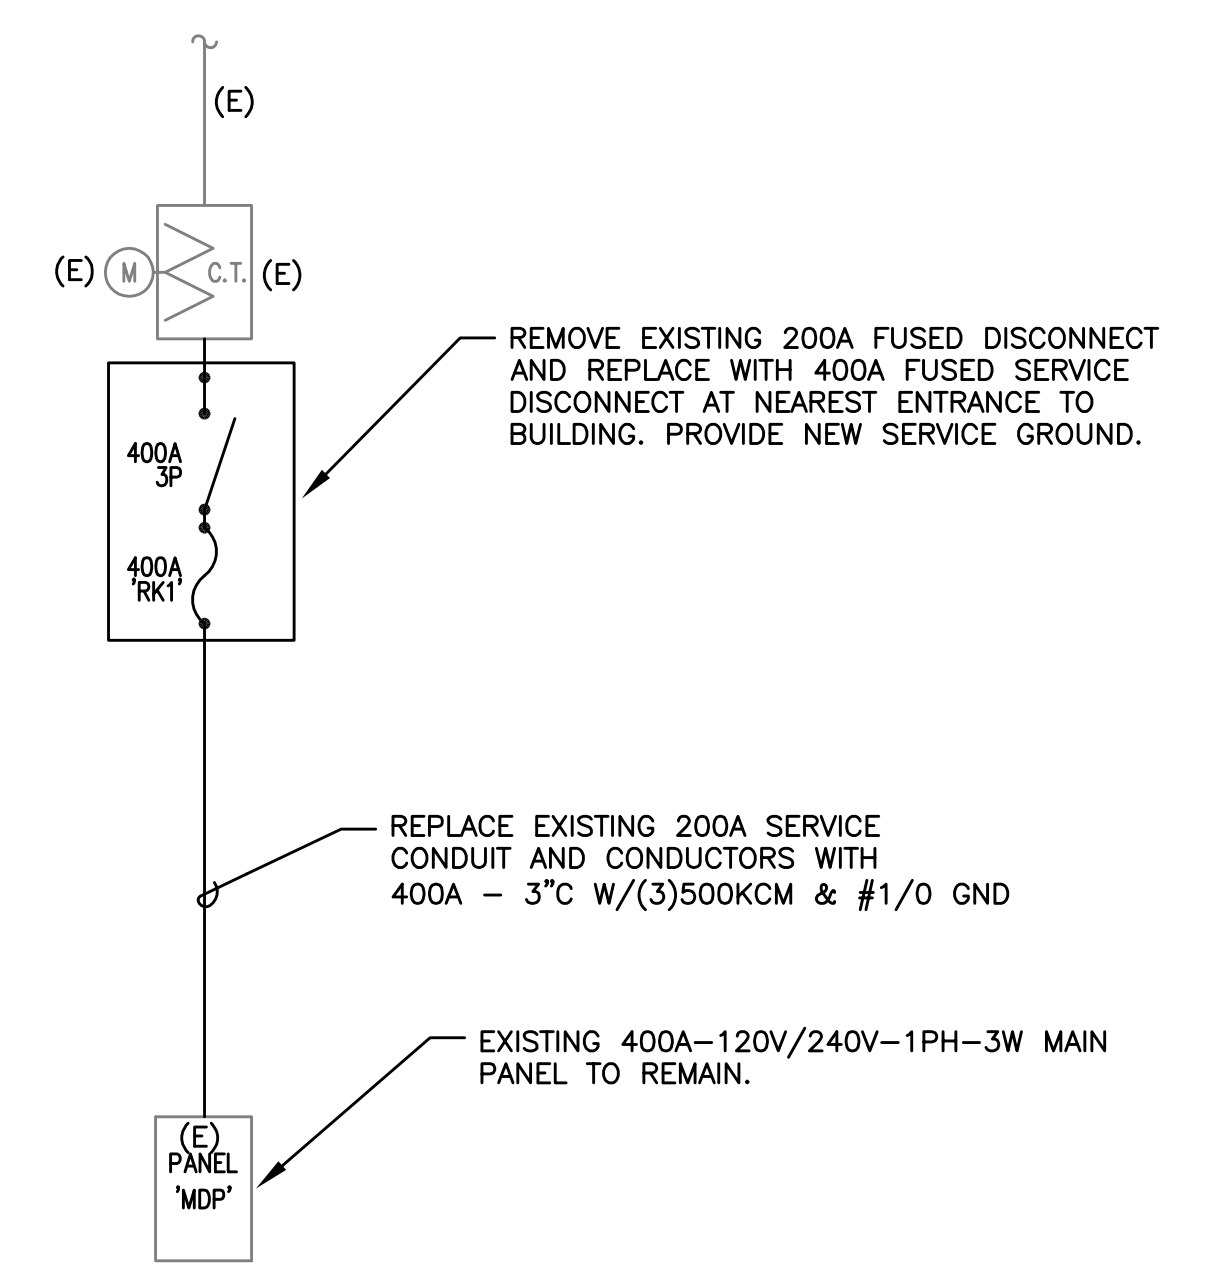 (E)
(E) M C.T. (E)
REMOVE EXISTING 200A FUSED DISCONNECT
AND REPLACE WITH 400A FUSED SERVICE
DISCONNECT AT NEAREST ENTRANCE TO
BUILDING. PROVIDE NEW SERVICE GROUND.
400A
3P
400A
'RK1'
REPLACE EXISTING 200A SERVICE
CONDUIT AND CONDUCTORS WITH
400A - 3"C W/(3)500KCM & #1/0 GND
EXISTING 400A-120V/240V-1PH-3W MAIN
PANEL TO REMAIN.
(E)
PANEL
'MDP'